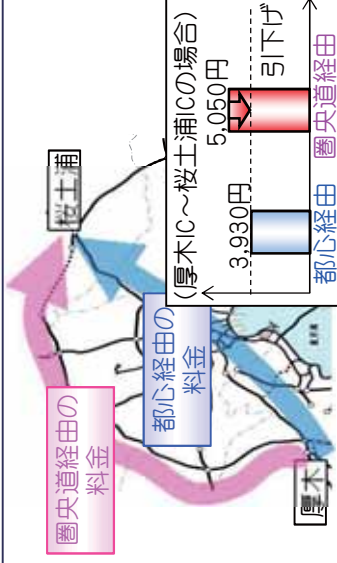 圏央道経由の
料金
桜土浦
都心経由の
料金
厚木
(厚木IC～桜土浦ICの場合)
5,050円
3,930円
引下げ
都心経由
圏央道経由